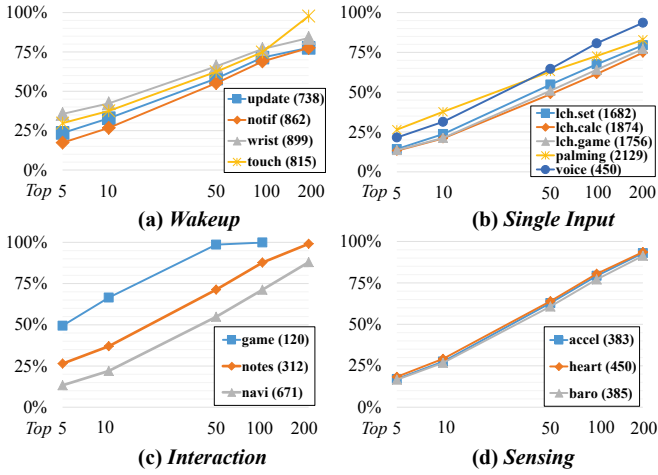 100%
75%
50%
25%
0%
update (738)
notif (862)
wrist (899)
touch (815)
Top 5 10 50 100 200
(a) Wakeup
100%
75%
50%
25%
0%
lch.set (1682)
lch.calc (1874)
lch.game (1756)
palming (2129)
voice (450)
Top 5 10 50 100 200
(b) Single Input
100%
75%
50%
25%
0%
game (120)
notes (312)
navi (671)
Top 5 10 50 100 200
(c) Interaction
100%
75%
50%
25%
0%
accel (383)
heart (450)
baro (385)
Top 5 10 50 100 200
(d) Sensing